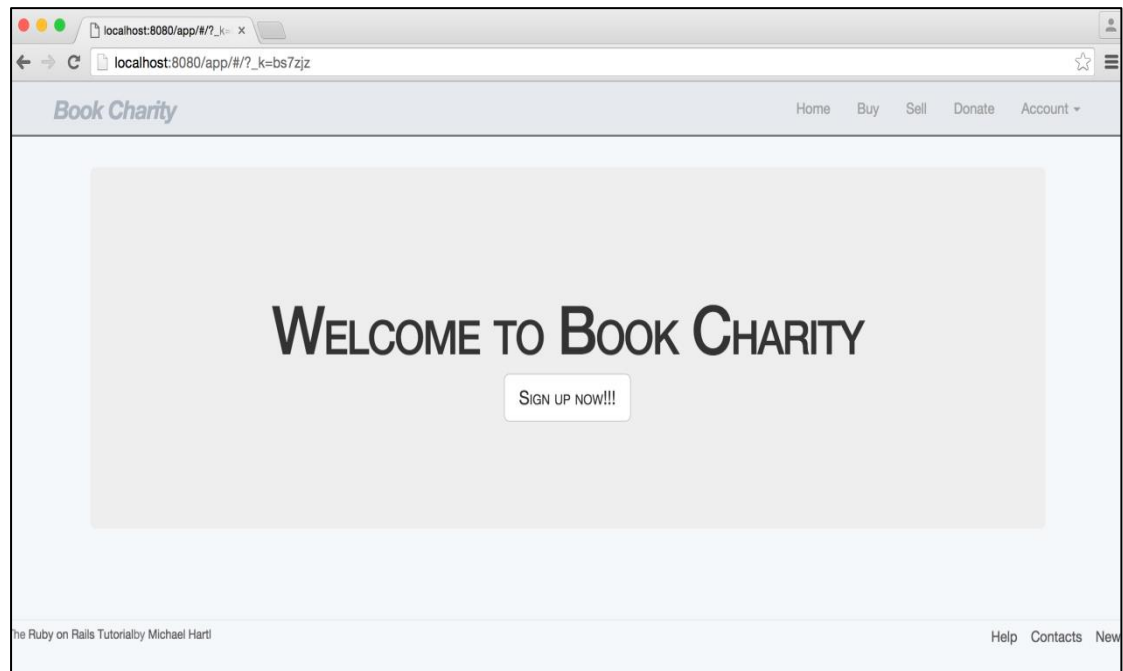 localhost:8080/app/#/?_k=
localhost:8080/app/#/?_k=bs7zjz
Book Charity
Home Buy Sell Donate Account
WELCOME TO BOOK CHARITY
SIGN UP NOW!!!
he Ruby on Rails Tutorialby Michael Hartl
Help Contacts New